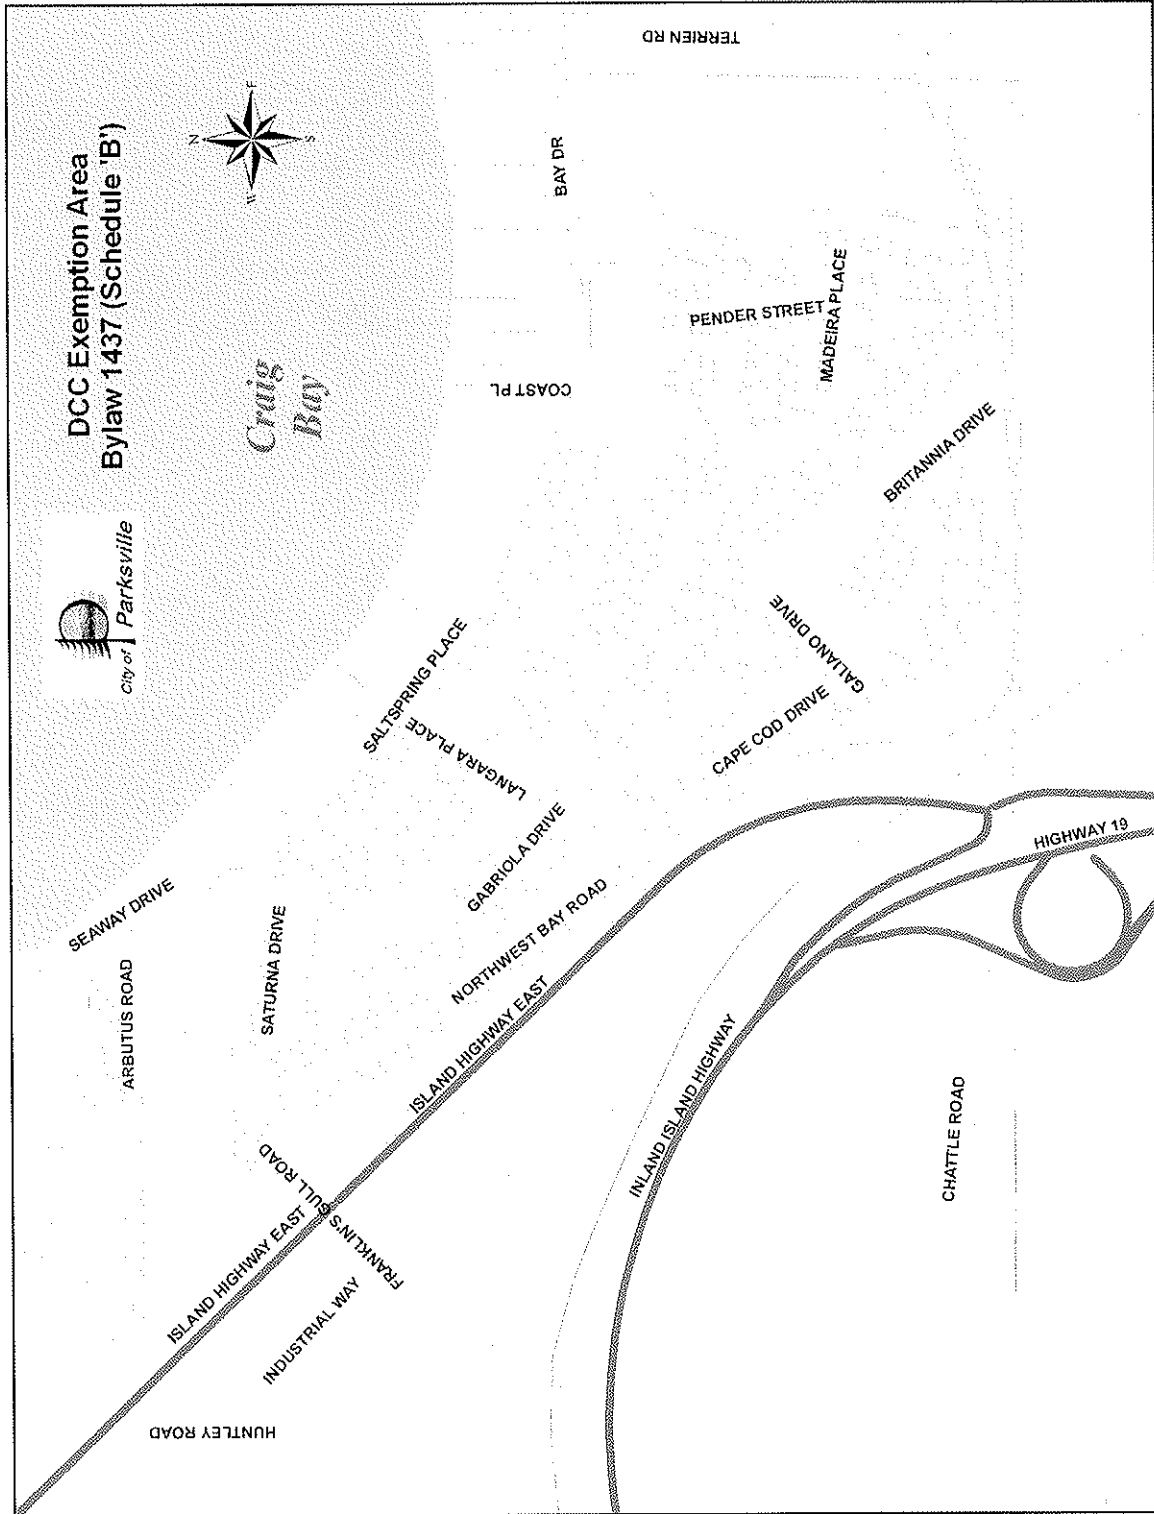 DCC Exemption Area
Bylaw 1437 (Schedule 'B')
City of Parksville
N
E
S
W
Craig
Bay
TERRIEN RD
BAY DR
PENDER STREET
MADEIRA PLACE
COAST PL
BRITANNIA DRIVE
GALIANO DRIVE
CAPE COD DRIVE
SALTSPRING PLACE
LANGARA PLACE
GABRIOLA DRIVE
NORTHWEST BAY ROAD
SEAWAY DRIVE
SATURNA DRIVE
ARBUTUS ROAD
ISLAND HIGHWAY EAST
ISLAND HIGHWAY EAST
FRANKLIN'S GULL ROAD
INDUSTRIAL WAY
HUNTLEY ROAD
INLAND ISLAND HIGHWAY
HIGHWAY 19
CHATTLE ROAD